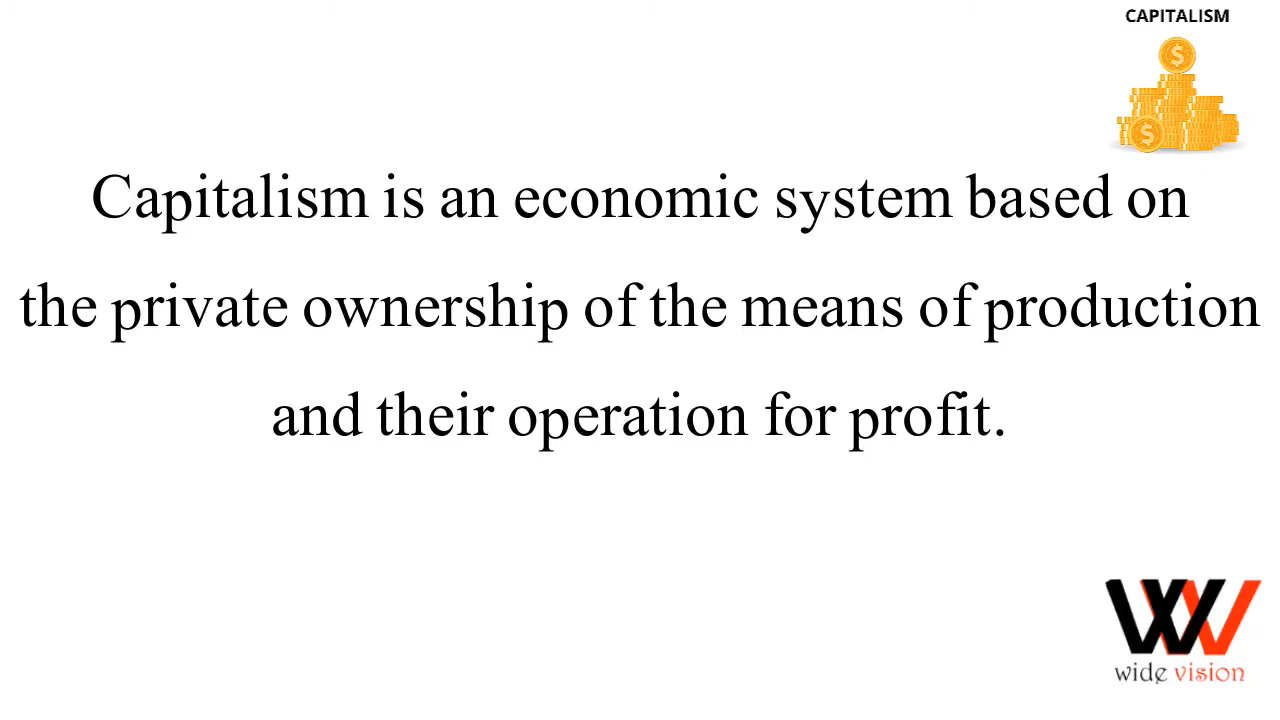 CAPITALISM
$
$
Capitalism is an economic system based on
the private ownership of the means of production
and their operation for profit.
W
wide vision